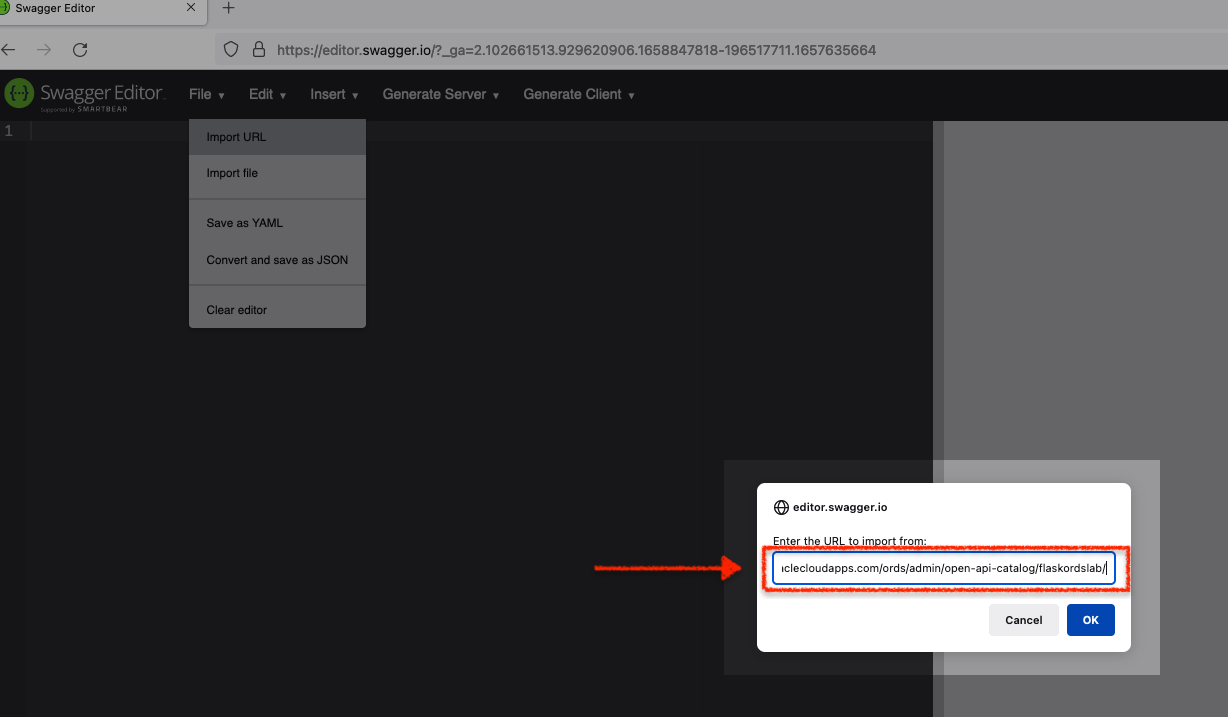 Swagger Editor
https://editor.swagger.io/?_ga=2.102661513.929620906.1658847818-196517711.1657635664
Swagger Editor.
Supported by SMARTBEAR
File Edit Insert Generate Server Generate Client
1
Import URL
Import file
Save as YAML
Convert and save as JSON
Clear editor
editor.swagger.io
Enter the URL to import from:
clecloudapps.com/ords/admin/open-api-catalog/flaskordslab/
Cancel OK